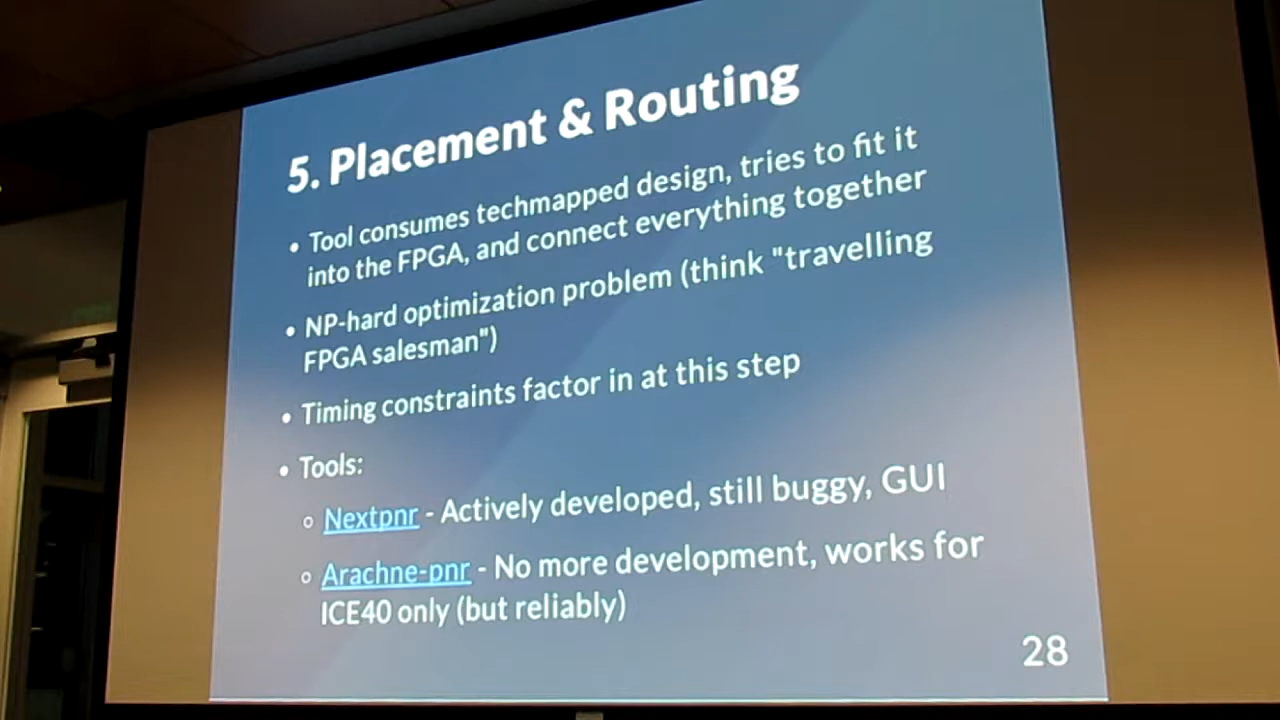 5. Placement & Routing
• Tool consumes techmapped design, tries to fit it
into the FPGA, and connect everything together
• NP-hard optimization problem (think "travelling
FPGA salesman")
• Timing constraints factor in at this step
• Tools:
○ Nextpnr - Actively developed, still buggy, GUI
○ Arachne-pnr - No more development, works for
ICE40 only (but reliably)
28